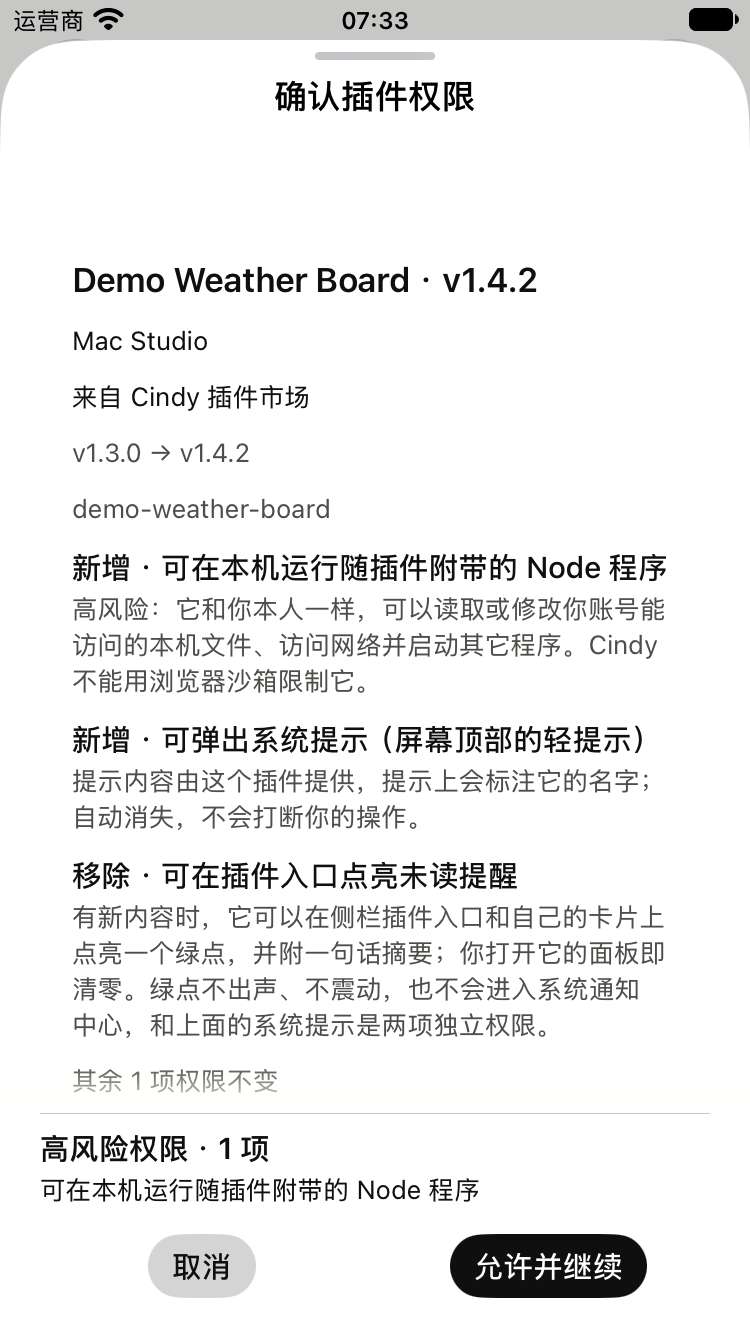 运营商 07:33
确认插件权限
Demo Weather Board · v1.4.2
Mac Studio
来自 Cindy 插件市场
v1.3.0 → v1.4.2
demo-weather-board
新增 · 可在本机运行随插件附带的 Node 程序
高风险：它和你本人一样，可以读取或修改你账号能
访问的本机文件、访问网络并启动其它程序。Cindy
不能用浏览器沙箱限制它。
新增 · 可弹出系统提示（屏幕顶部的轻提示）
提示内容由这个插件提供，提示上会标注它的名字；
自动消失，不会打断你的操作。
移除 · 可在插件入口点亮未读提醒
有新内容时，它可以在侧栏插件入口和自己的卡片上
点亮一个绿点，并附一句话摘要；你打开它的面板即
清零。绿点不出声、不震动，也不会进入系统通知
中心，和上面的系统提示是两项独立权限。
其余 1 项权限不变
高风险权限 · 1 项
可在本机运行随插件附带的 Node 程序
取消 允许并继续